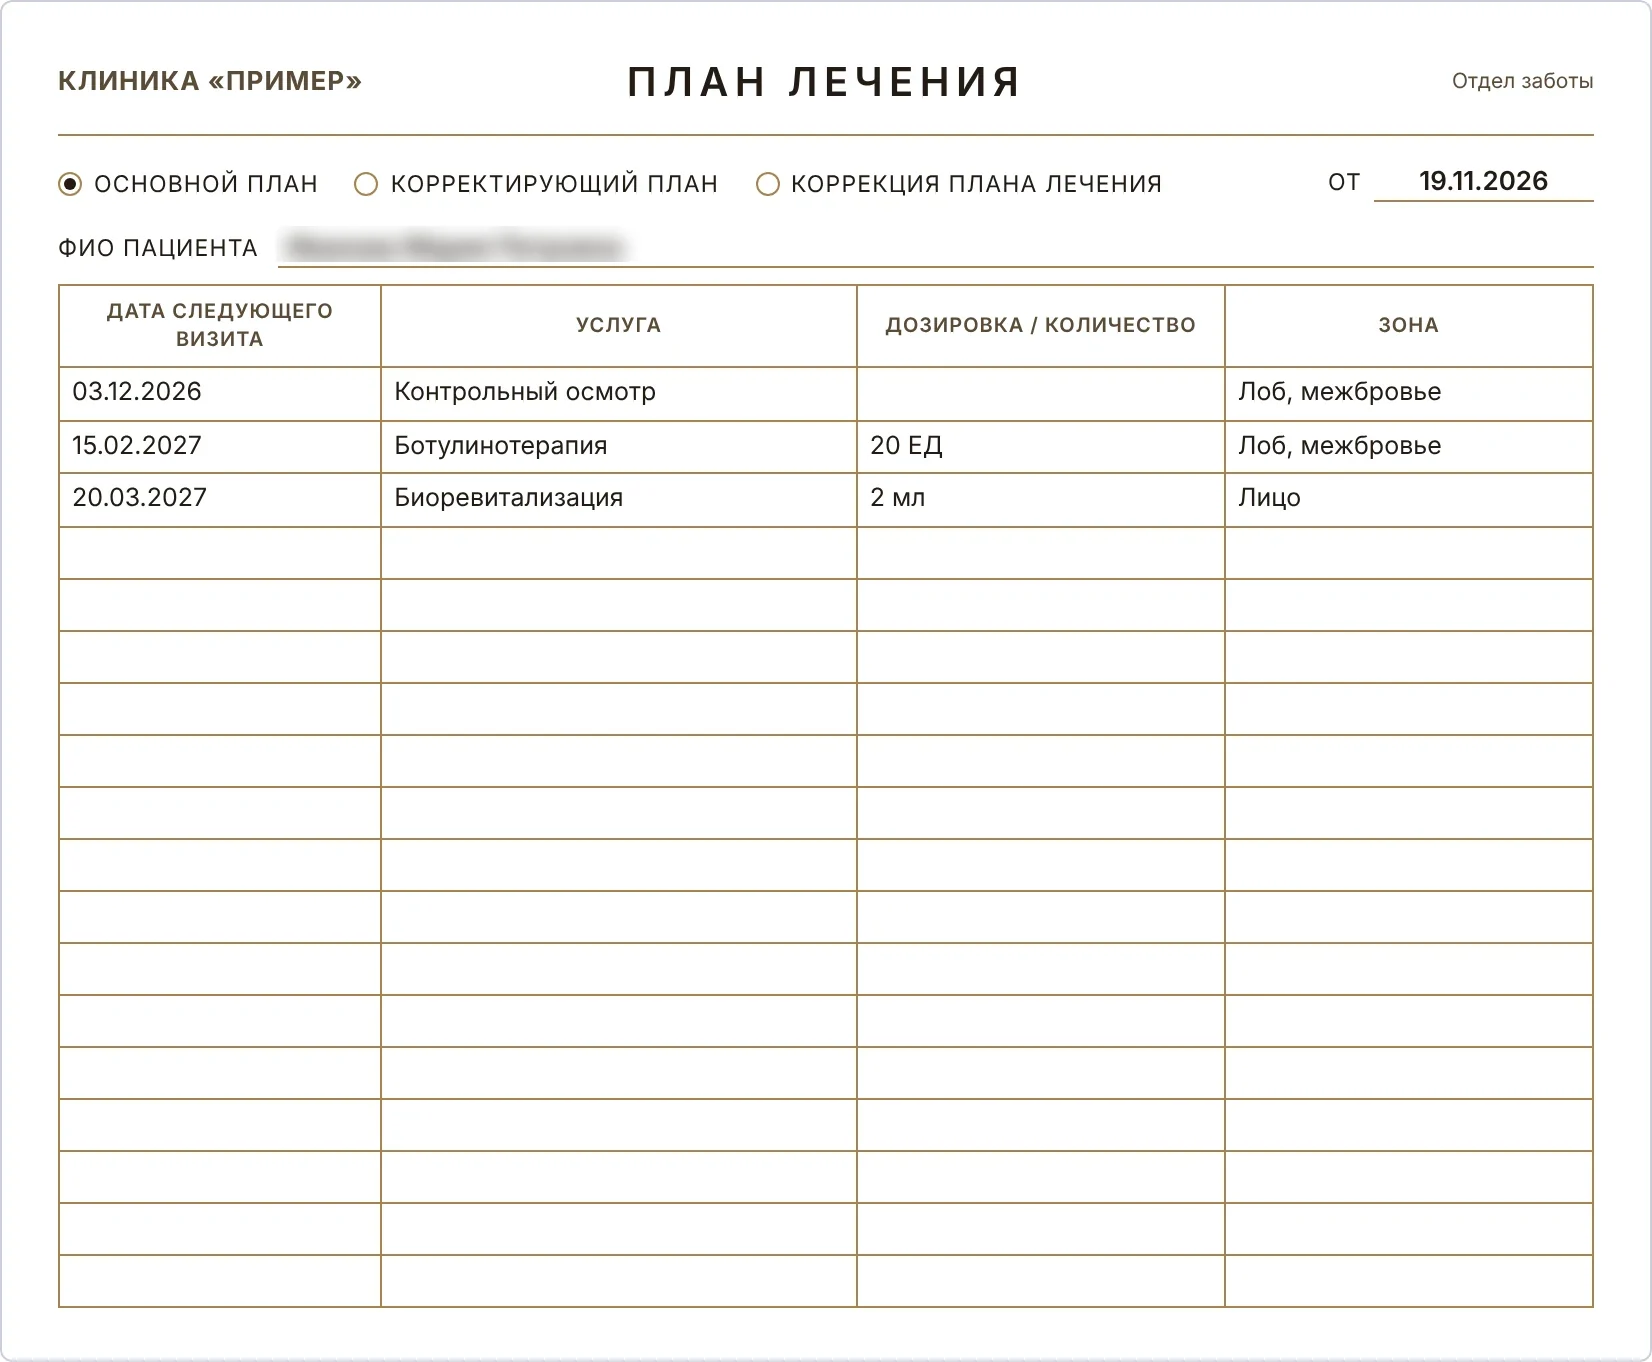 КЛИНИКА «ПРИМЕР»
ПЛАН ЛЕЧЕНИЯ
Отдел заботы
ОСНОВНОЙ ПЛАН
КОРРЕКТИРУЮЩИЙ ПЛАН
КОРРЕКЦИЯ ПЛАНА ЛЕЧЕНИЯ
ОТ 19.11.2026
ФИО ПАЦИЕНТА
ДАТА СЛЕДУЮЩЕГО
ВИЗИТА
УСЛУГА
ДОЗИРОВКА / КОЛИЧЕСТВО
ЗОНА
03.12.2026 Контрольный осмотр Лоб, межбровье
15.02.2027 Ботулинотерапия 20 ЕД Лоб, межбровье
20.03.2027 Биоревитализация 2 мл Лицо